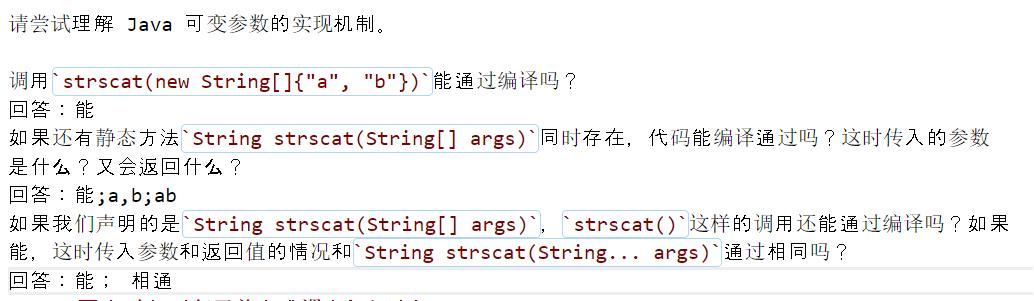 请尝试理解 Java 可变参数的实现机制。
调用`strscat(new String[]{"a", "b"})`能通过编译吗？
回答：能
如果还有静态方法`String strscat(String[] args)`同时存在，代码能编译通过吗？这时传入的参数
是什么？又会返回什么？
回答：能;a,b;ab
如果我们声明的是`String strscat(String[] args)`，`strscat()`这样的调用还能通过编译吗？如果
能，这时传入参数和返回值的情况和`String strscat(String... args)`通过相同吗？
回答：能； 相通